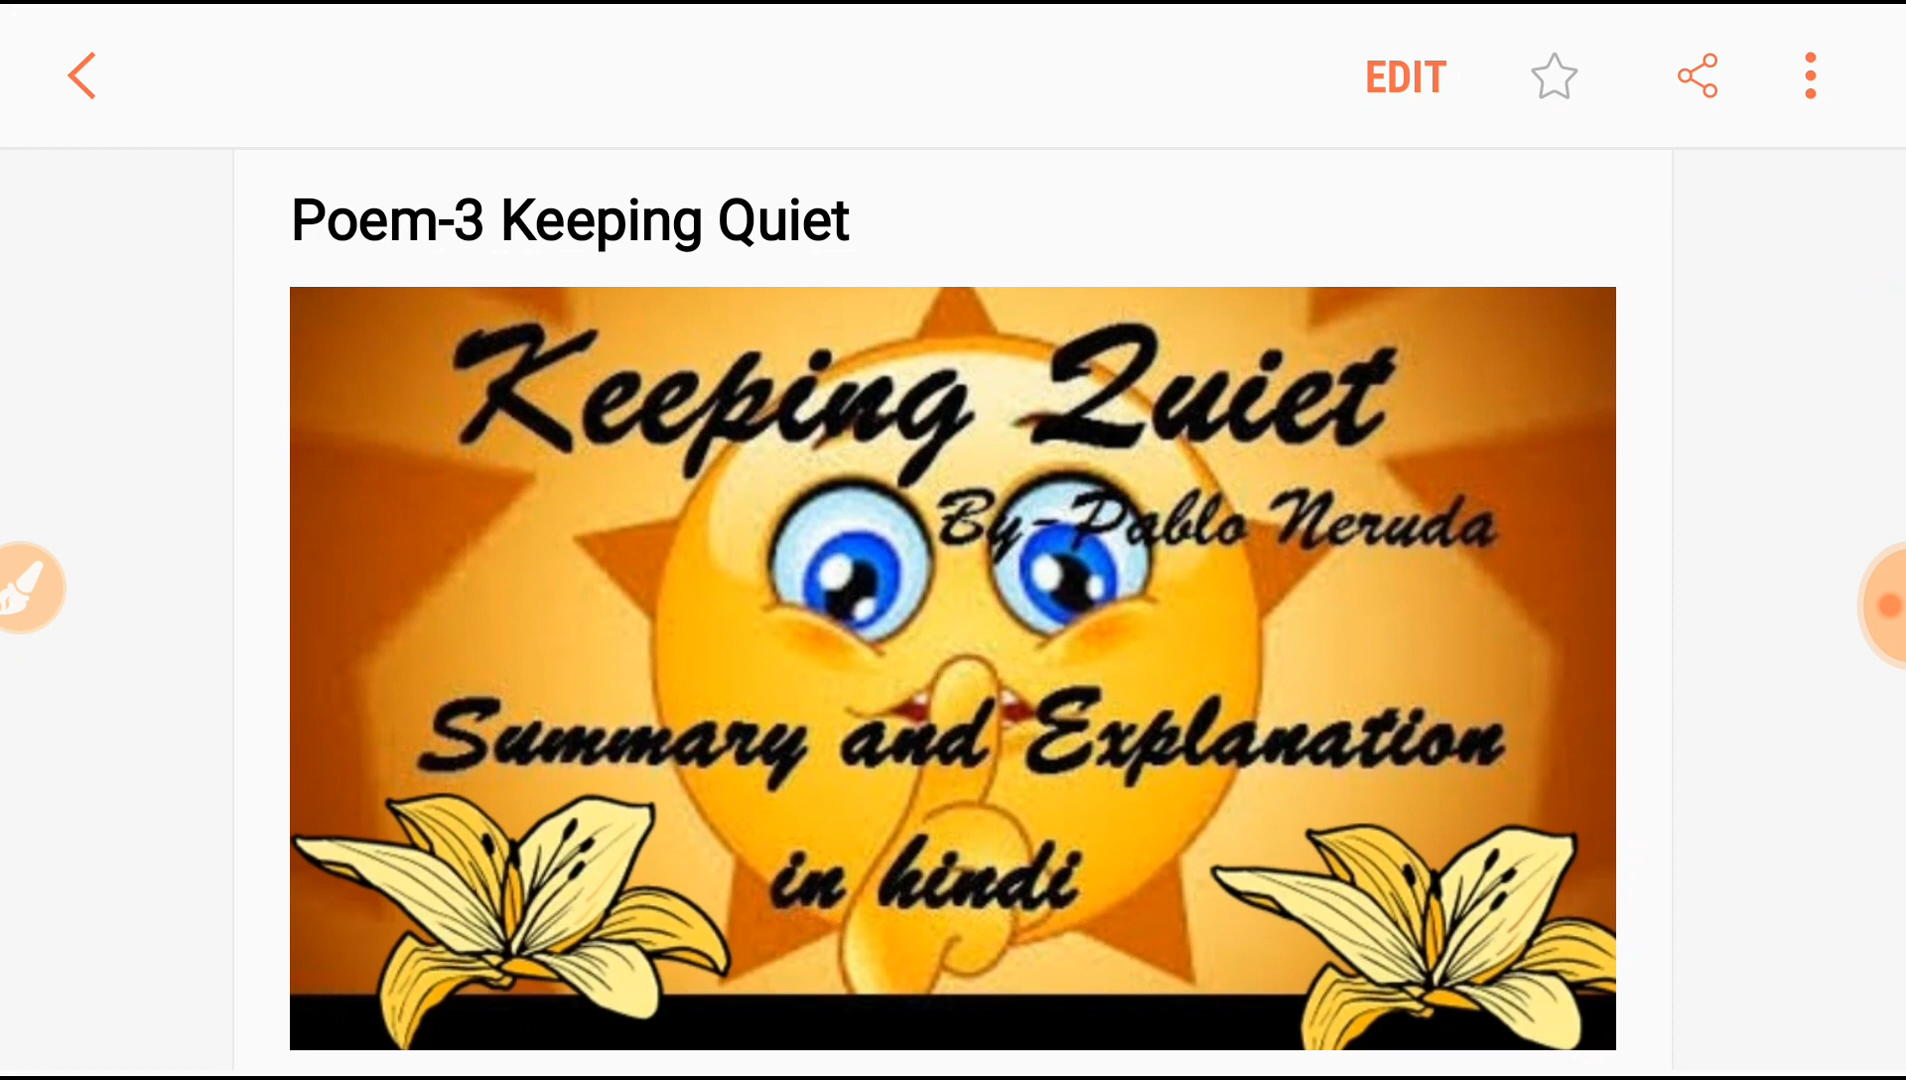 EDIT
Poem-3 Keeping Quiet
Keeping Quiet
By-Pablo Neruda
Summary and Explanation
in hindi